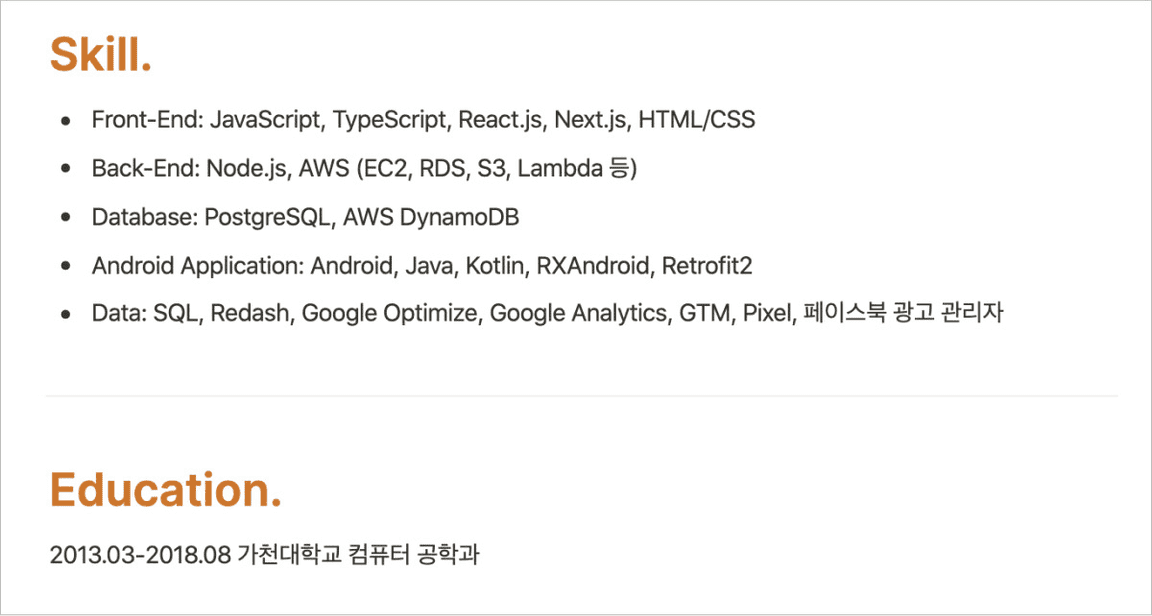 Skill.
• Front-End: JavaScript, TypeScript, React.js, Next.js, HTML/CSS
• Back-End: Node.js, AWS (EC2, RDS, S3, Lambda 등)
• Database: PostgreSQL, AWS DynamoDB
• Android Application: Android, Java, Kotlin, RXAndroid, Retrofit2
• Data: SQL, Redash, Google Optimize, Google Analytics, GTM, Pixel, 페이스북 광고 관리자
Education.
2013.03-2018.08 가천대학교 컴퓨터 공학과